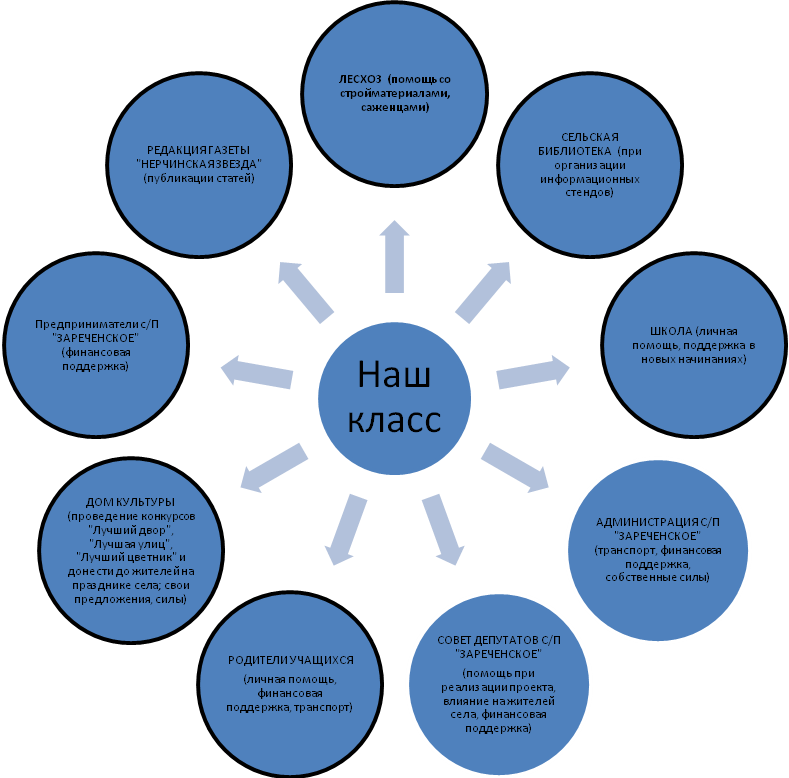 ЛЕСХОЗ (помощь со
стройматериалами,
саженцами)
СЕЛЬСКАЯ
БИБЛИОТЕКА (при
организации
информационных
стендов)
ШКОЛА (личная
помощь, поддержка в
новых начинаниях)
АДМИНИСТРАЦИЯ С/П
"ЗАРЕЧЕНСКОЕ"
(транспорт, финансовая
поддержка,
собственные силы)
СОВЕТ ДЕПУТАТОВ С/П
"ЗАРЕЧЕНСКОЕ"
(помощь при
реализации проекта,
влияние на жителей
села, финансовая
поддержка)
РОДИТЕЛИ УЧАЩИХСЯ
(личная помощь,
финансовая
поддержка, транспорт)
ДОМ КУЛЬТУРЫ
(проведение конкурсов
"Лучший двор",
"Лучшая улиц",
"Лучший цветник" и
донести до жителей на
празднике села; свои
предложения, силы)
Предприниматели с/П
"ЗАРЕЧЕНСКОЕ"
(финансовая
поддержка)
РЕДАКЦИЯ ГАЗЕТЫ
"НЕРЧИНСКАЯ ЗВЕЗДА"
(публикации статей)
Наш
класс